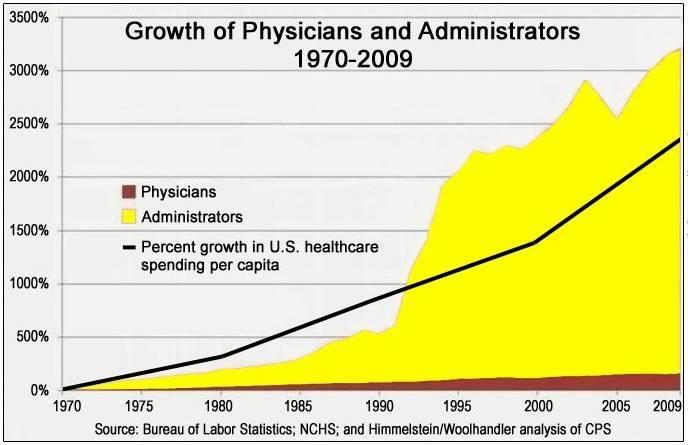 Growth of Physicians and Administrators
1970-2009
3500%
3000%
2500%
2000%
1500%
1000%
500%
0%
Physicians
Administrators
Percent growth in U.S. healthcare
spending per capita
1970 1975 1980 1985 1990 1995 2000 2005 2009
Source: Bureau of Labor Statistics; NCHS; and Himmelstein/Woolhandler analysis of CPS